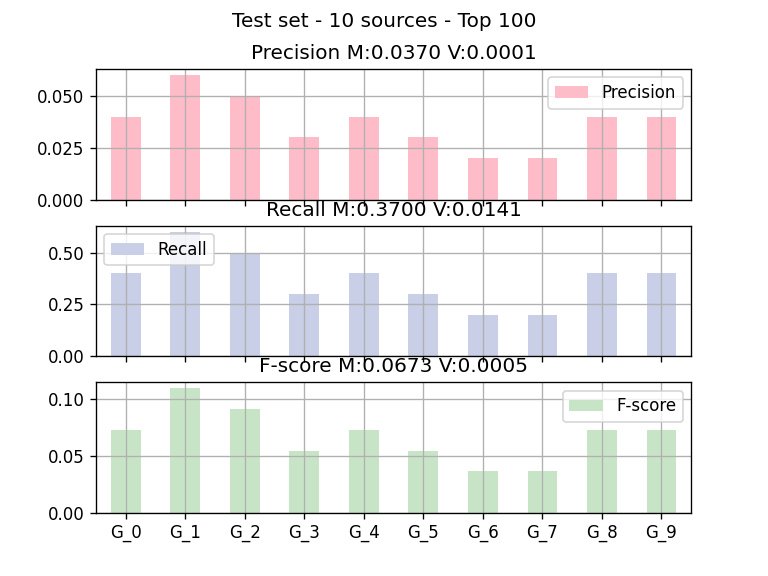 Test set - 10 sources - Top 100
Precision M:0.0370 V:0.0001
0.050
0.025
0.000
Precision
Recall M:0.3700 V:0.0141
0.50
0.25
0.00
Recall
F-score M:0.0673 V:0.0005
0.10
0.05
0.00
F-score
G_0 G_1 G_2 G_3 G_4 G_5 G_6 G_7 G_8 G_9